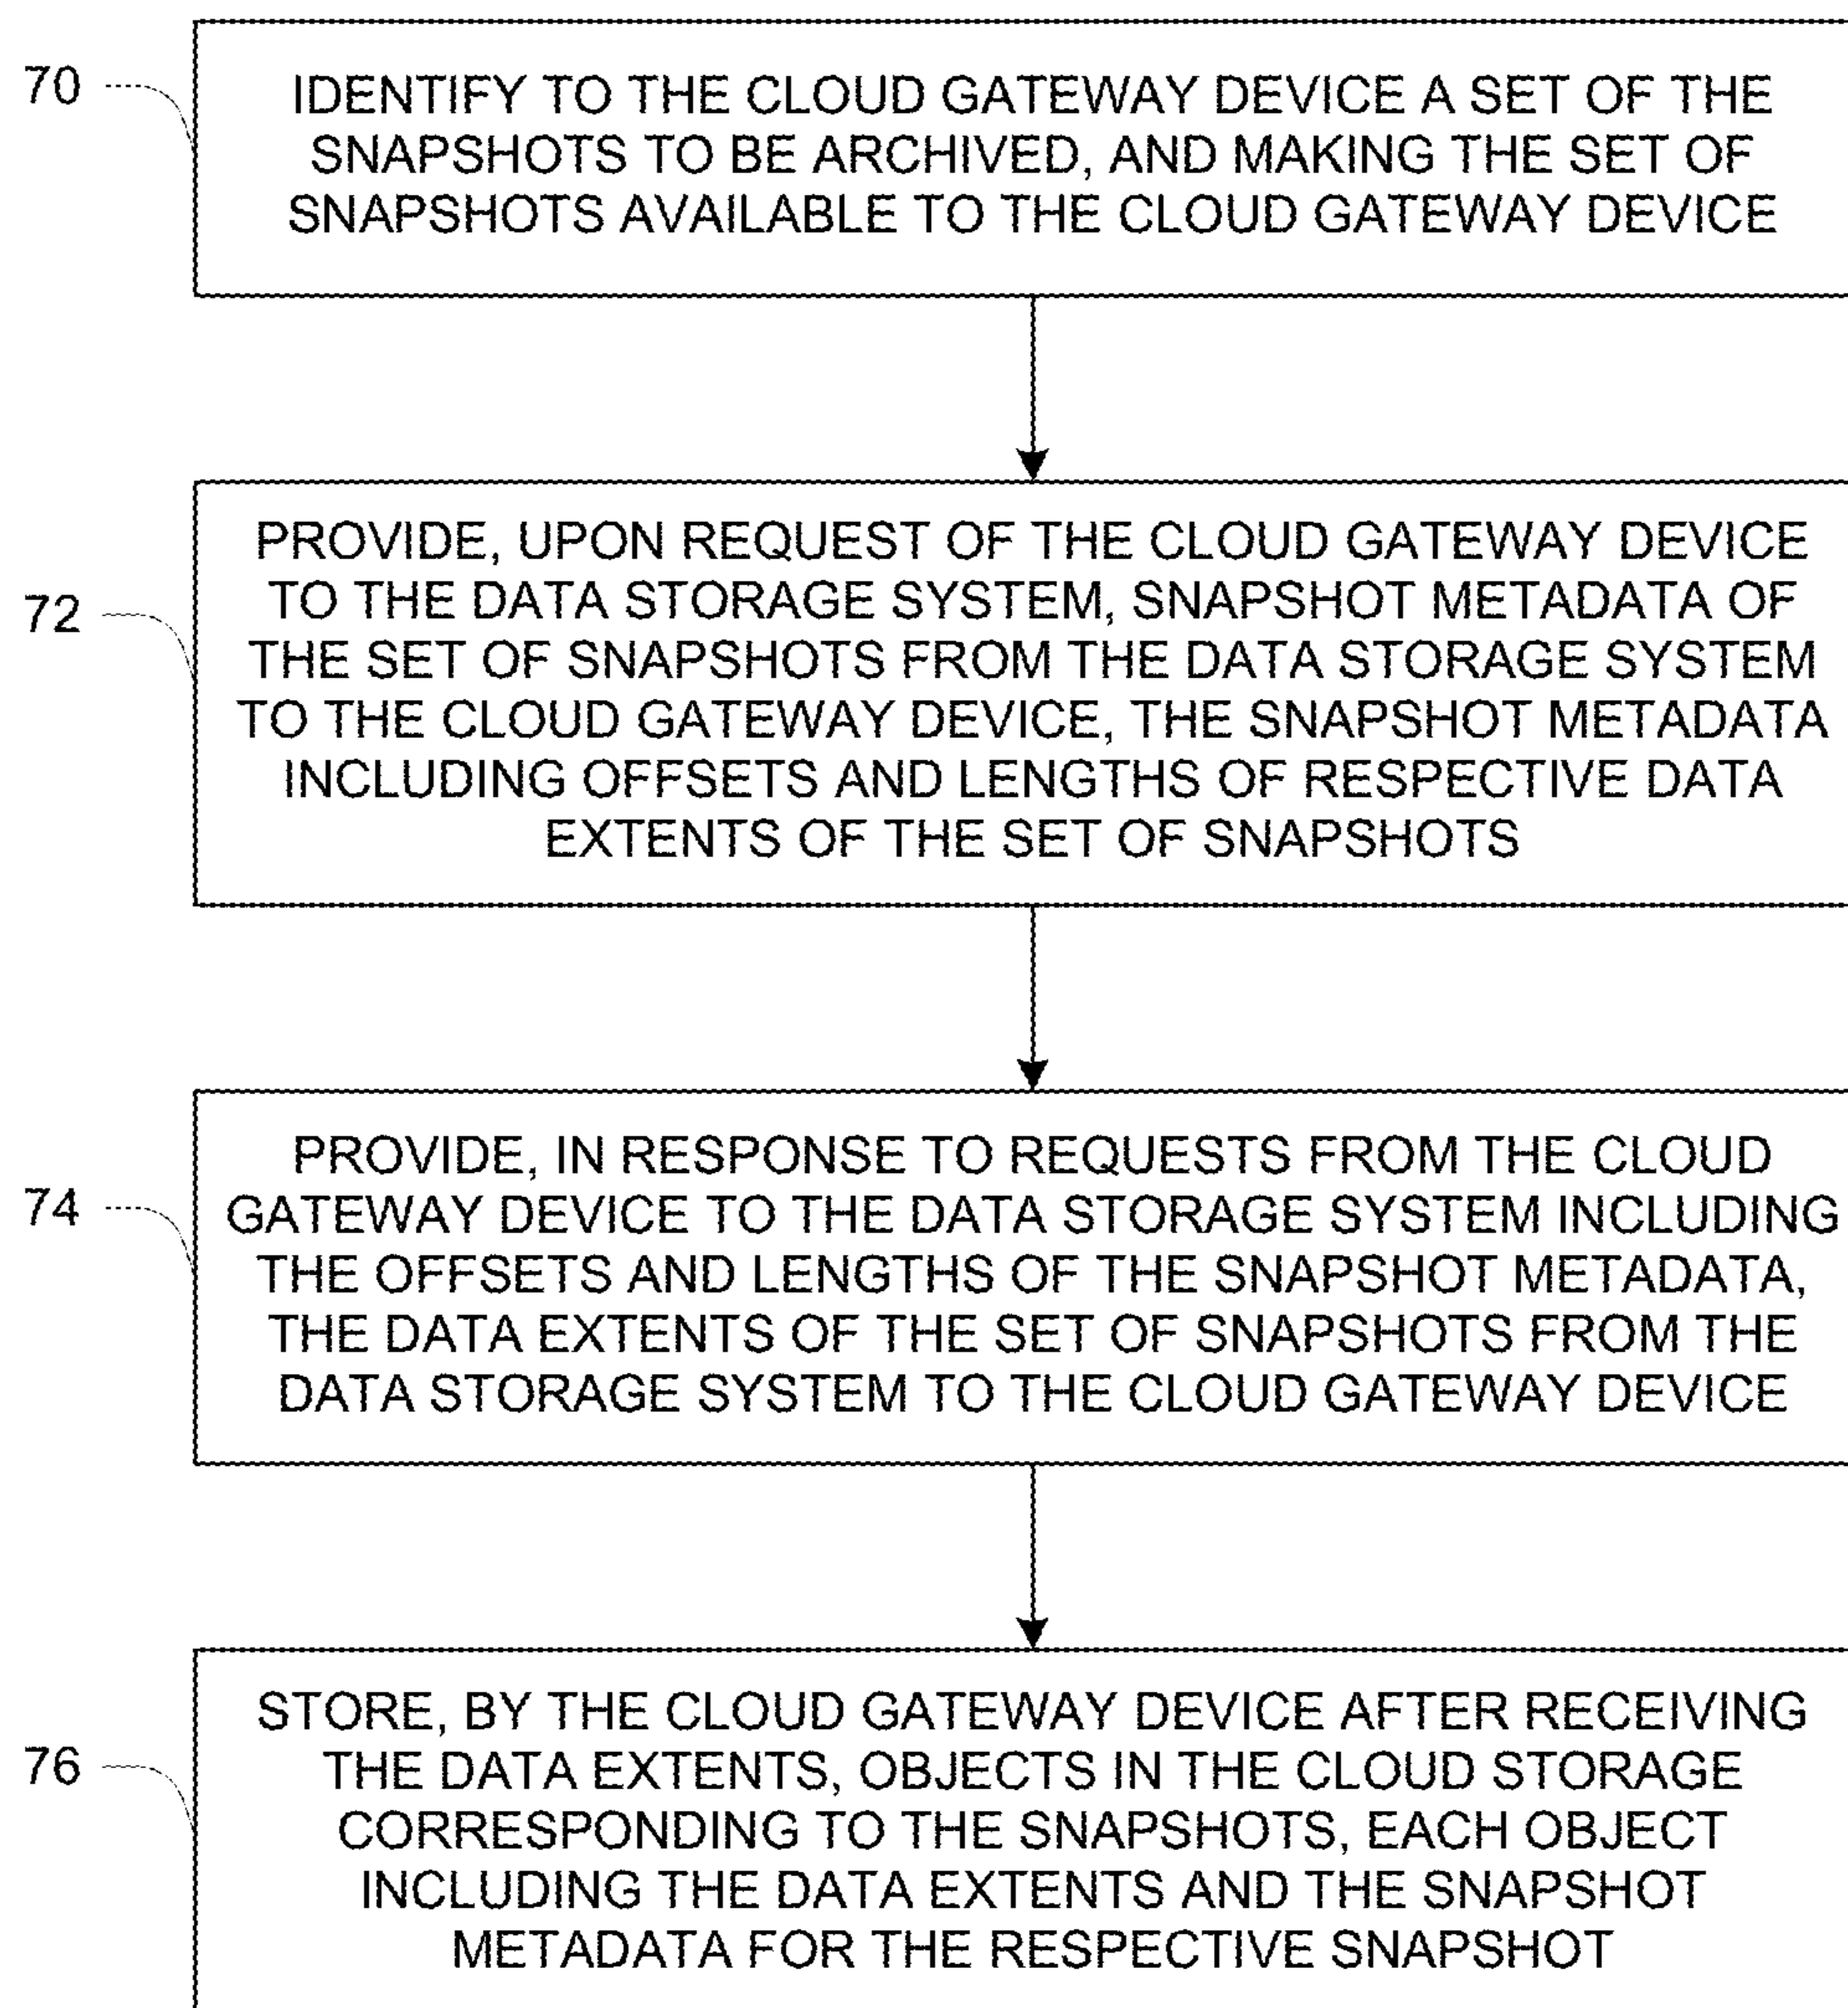 70
IDENTIFY TO THE CLOUD GATEWAY DEVICE A SET OF THE
SNAPSHOTS TO BE ARCHIVED, AND MAKING THE SET OF
SNAPSHOTS AVAILABLE TO THE CLOUD GATEWAY DEVICE
72
PROVIDE, UPON REQUEST OF THE CLOUD GATEWAY DEVICE
TO THE DATA STORAGE SYSTEM, SNAPSHOT METADATA OF
THE SET OF SNAPSHOTS FROM THE DATA STORAGE SYSTEM
TO THE CLOUD GATEWAY DEVICE, THE SNAPSHOT METADATA
INCLUDING OFFSETS AND LENGTHS OF RESPECTIVE DATA
EXTENTS OF THE SET OF SNAPSHOTS
74
PROVIDE, IN RESPONSE TO REQUESTS FROM THE CLOUD
GATEWAY DEVICE TO THE DATA STORAGE SYSTEM INCLUDING
THE OFFSETS AND LENGTHS OF THE SNAPSHOT METADATA,
THE DATA EXTENTS OF THE SET OF SNAPSHOTS FROM THE
DATA STORAGE SYSTEM TO THE CLOUD GATEWAY DEVICE
76
STORE, BY THE CLOUD GATEWAY DEVICE AFTER RECEIVING
THE DATA EXTENTS, OBJECTS IN THE CLOUD STORAGE
CORRESPONDING TO THE SNAPSHOTS, EACH OBJECT
INCLUDING THE DATA EXTENTS AND THE SNAPSHOT
METADATA FOR THE RESPECTIVE SNAPSHOT